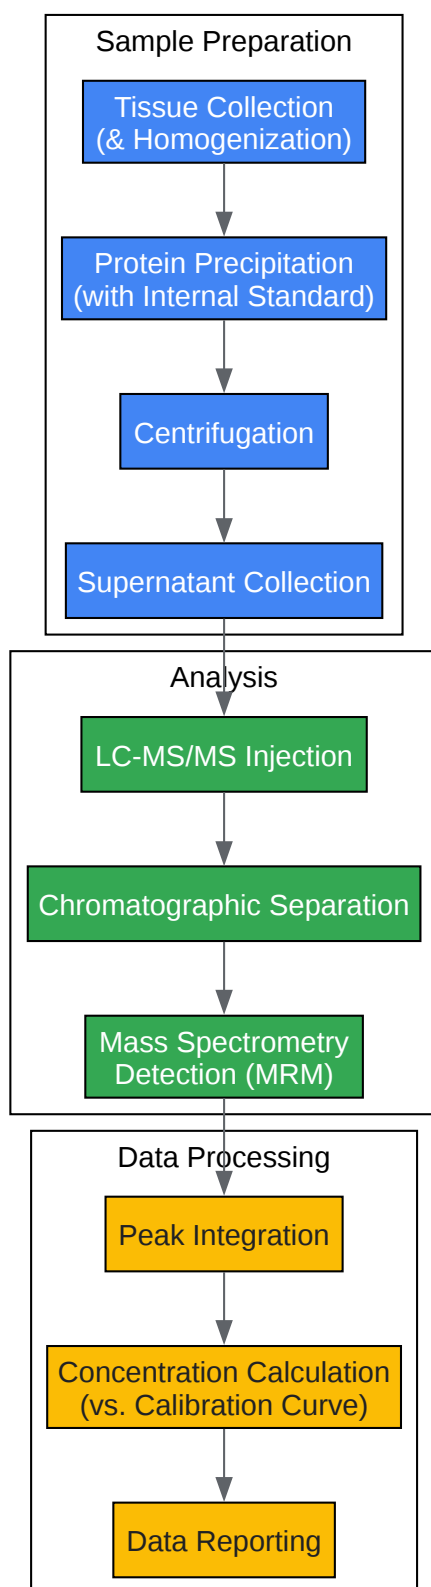 Sample Preparation
Tissue Collection
(& Homogenization)
Protein Precipitation
(with Internal Standard)
Centrifugation
Supernatant Collection
Analysis
LC-MS/MS Injection
Chromatographic Separation
Mass Spectrometry
Detection (MRM)
Data Processing
Peak Integration
Concentration Calculation
(vs. Calibration Curve)
Data Reporting